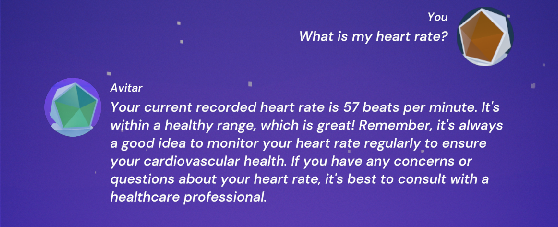 You
What is my heart rate?
Avitar
Your current recorded heart rate is 57 beats per minute. It's
within a healthy range, which is great! Remember, it's always
a good idea to monitor your heart rate regularly to ensure
your cardiovascular health. If you have any concerns or
questions about your heart rate, it's best to consult with a
healthcare professional.